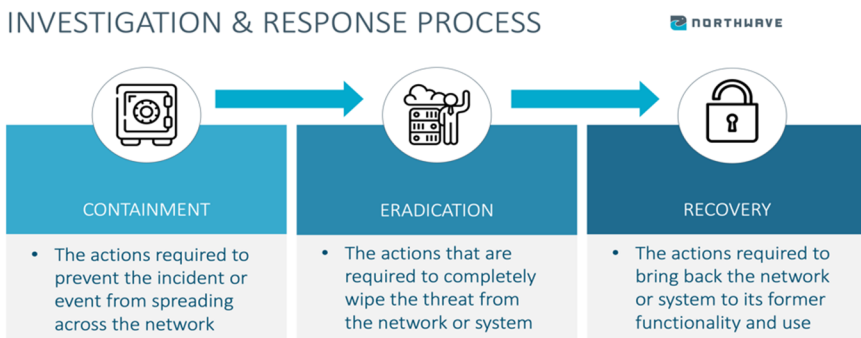 INVESTIGATION & RESPONSE PROCESS
NORTHWAVE
CONTAINMENT
• The actions required to
prevent the incident or
event from spreading
across the network
ERADICATION
• The actions that are
required to completely
wipe the threat from
the network or system
RECOVERY
• The actions required to
bring back the network
or system to its former
functionality and use